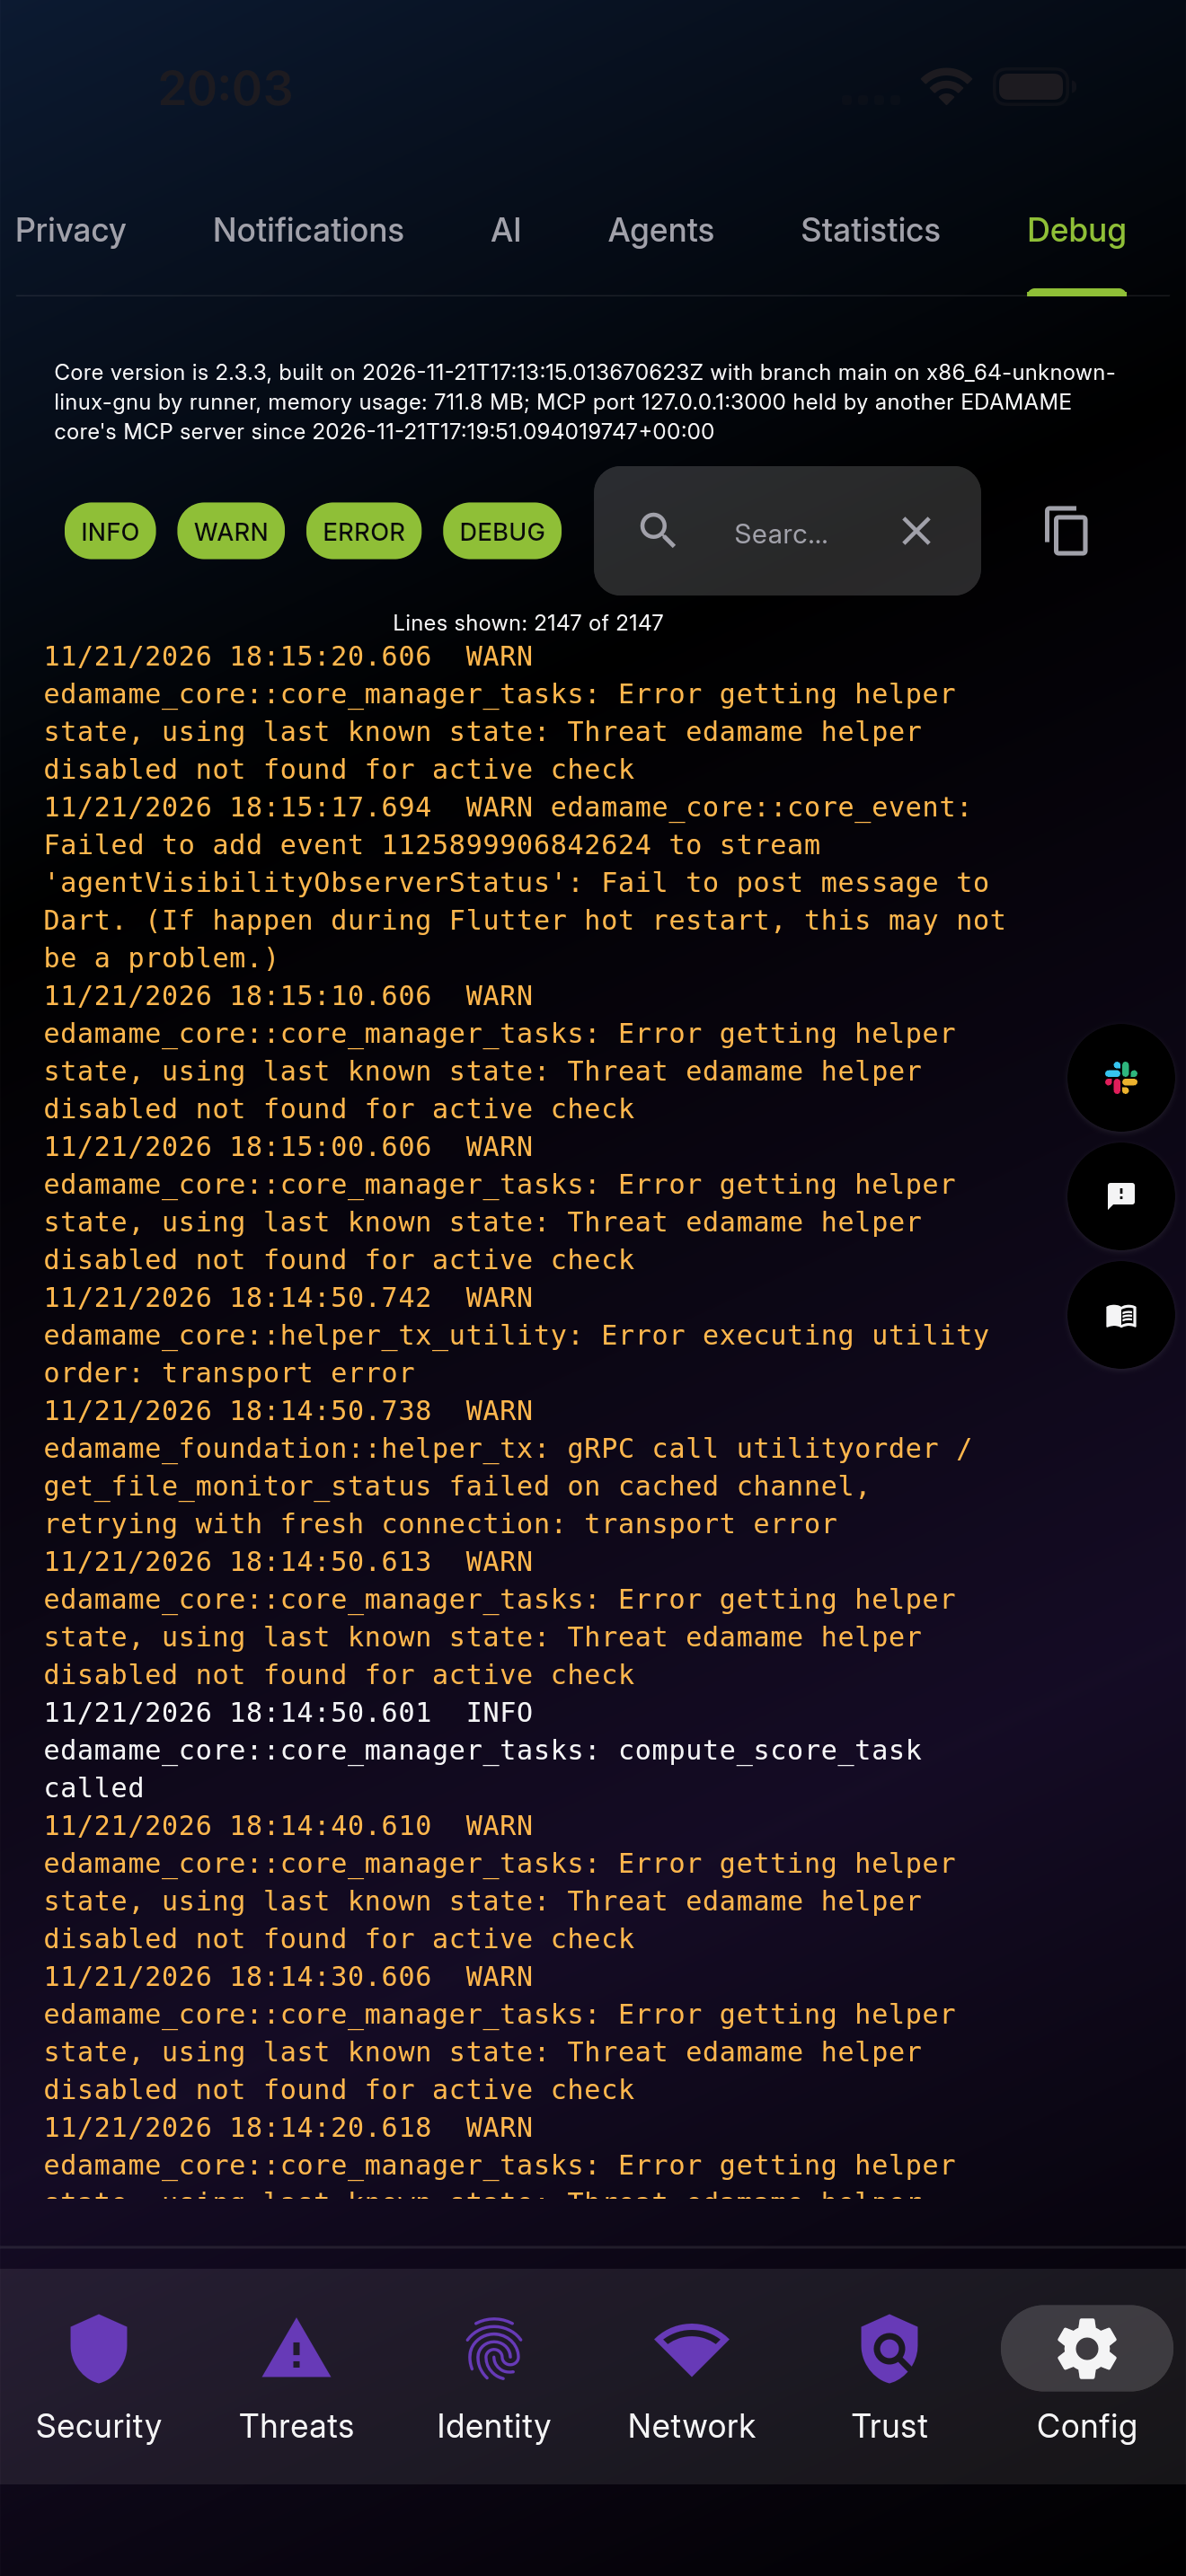 20:03
Privacy Notifications AI Agents Statistics Debug
Core version is 2.3.3, built on 2026-11-21T17:13:15.013670623Z with branch main on x86_64-unknown-
linux-gnu by runner, memory usage: 711.8 MB; MCP port 127.0.0.1:3000 held by another EDAMAME
core's MCP server since 2026-11-21T17:19:51.094019747+00:00
INFO WARN ERROR DEBUG Searc...
Lines shown: 2147 of 2147
11/21/2026 18:15:20.606  WARN
edamame_core::core_manager_tasks: Error getting helper
state, using last known state: Threat edamame helper
disabled not found for active check
11/21/2026 18:15:17.694  WARN edamame_core::core_event:
Failed to add event 1125899906842624 to stream
'agentVisibilityObserverStatus': Fail to post message to
Dart. (If happen during Flutter hot restart, this may not
be a problem.)
11/21/2026 18:15:10.606  WARN
edamame_core::core_manager_tasks: Error getting helper
state, using last known state: Threat edamame helper
disabled not found for active check
11/21/2026 18:15:00.606  WARN
edamame_core::core_manager_tasks: Error getting helper
state, using last known state: Threat edamame helper
disabled not found for active check
11/21/2026 18:14:50.742  WARN
edamame_core::helper_tx_utility: Error executing utility
order: transport error
11/21/2026 18:14:50.738  WARN
edamame_foundation::helper_tx: gRPC call utilityorder /
get_file_monitor_status failed on cached channel,
retrying with fresh connection: transport error
11/21/2026 18:14:50.613  WARN
edamame_core::core_manager_tasks: Error getting helper
state, using last known state: Threat edamame helper
disabled not found for active check
11/21/2026 18:14:50.601  INFO
edamame_core::core_manager_tasks: compute_score_task
called
11/21/2026 18:14:40.610  WARN
edamame_core::core_manager_tasks: Error getting helper
state, using last known state: Threat edamame helper
disabled not found for active check
11/21/2026 18:14:30.606  WARN
edamame_core::core_manager_tasks: Error getting helper
state, using last known state: Threat edamame helper
disabled not found for active check
11/21/2026 18:14:20.618  WARN
edamame_core::core_manager_tasks: Error getting helper
state, using last known state: Threat edamame helper
Security Threats Identity Network Trust Config